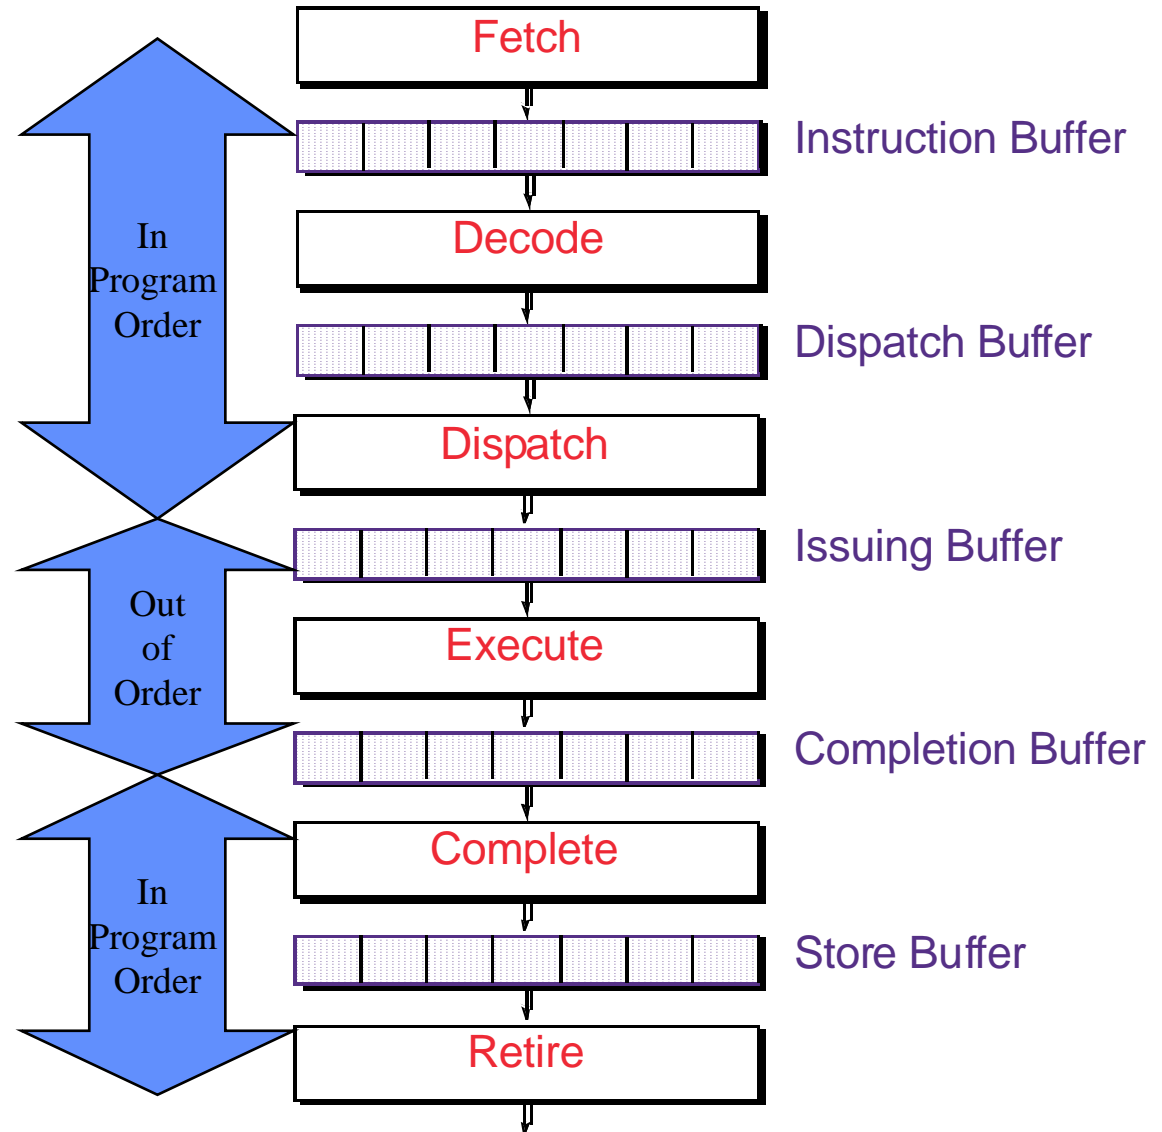 Fetch
Instruction Buffer
Decode
In
Program
Order
Dispatch Buffer
Dispatch
Issuing Buffer
Out
of
Order
Execute
Completion Buffer
Complete
In
Program
Order
Store Buffer
Retire